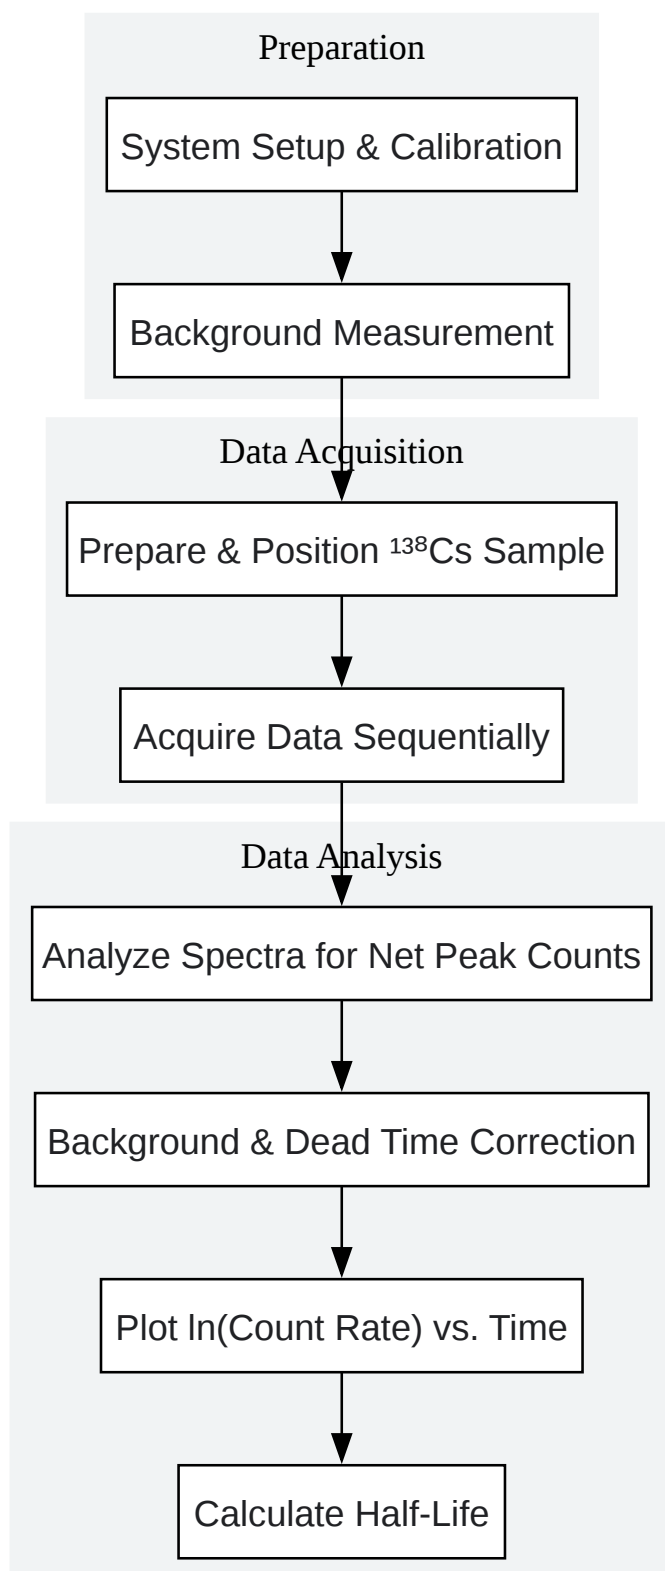 Preparation
System Setup & Calibration
Background Measurement
Data Acquisition
Prepare & Position ¹³⁸Cs Sample
Acquire Data Sequentially
Data Analysis
Analyze Spectra for Net Peak Counts
Background & Dead Time Correction
Plot ln(Count Rate) vs. Time
Calculate Half-Life